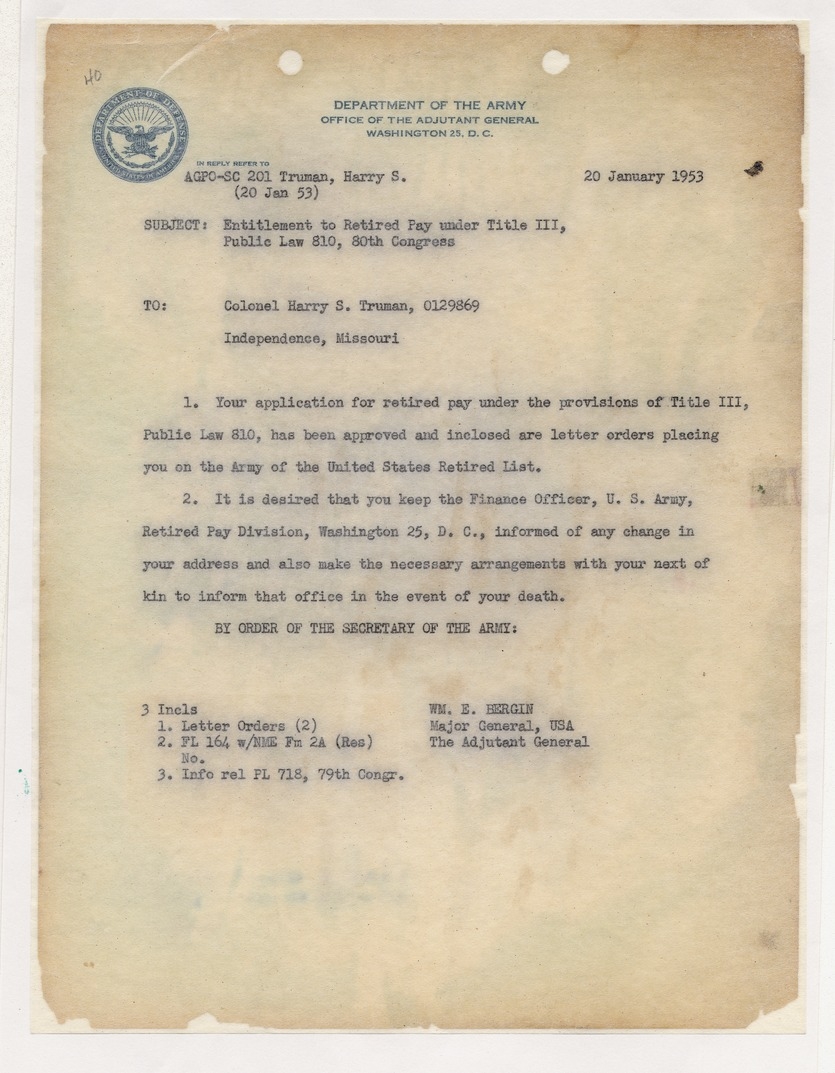 HO
DEPARTMENT OF DEFENSE
UNITED STATES OF AMERICA
DEPARTMENT OF THE ARMY
OFFICE OF THE ADJUTANT GENERAL
WASHINGTON 25, D. C.
IN REPLY REFER TO
AGPO-SC 201 Truman, Harry S.
20 January 1953
(20 Jan 53)
SUBJECT: Entitlement to Retired Pay under Title III,
Public Law 810, 80th Congress
TO: Colonel Harry S. Truman, 0129869
Independence, Missouri
1. Your application for retired pay under the provisions of Title III,
Public Law 810, has been approved and inclosed are letter orders placing
you on the Army of the United States Retired List.
2. It is desired that you keep the Finance Officer, U. S. Army,
Retired Pay Division, Washington 25, D. C., informed of any change in
your address and also make the necessary arrangements with your next of
kin to inform that office in the event of your death.
BY ORDER OF THE SECRETARY OF THE ARMY:
3 Incls
1. Letter Orders (2)
2. FL 164 w/NME Fm 2A (Res)
No.
3. Info rel PL 718, 79th Congr.
WM. E. BERGIN
Major General, USA
The Adjutant General